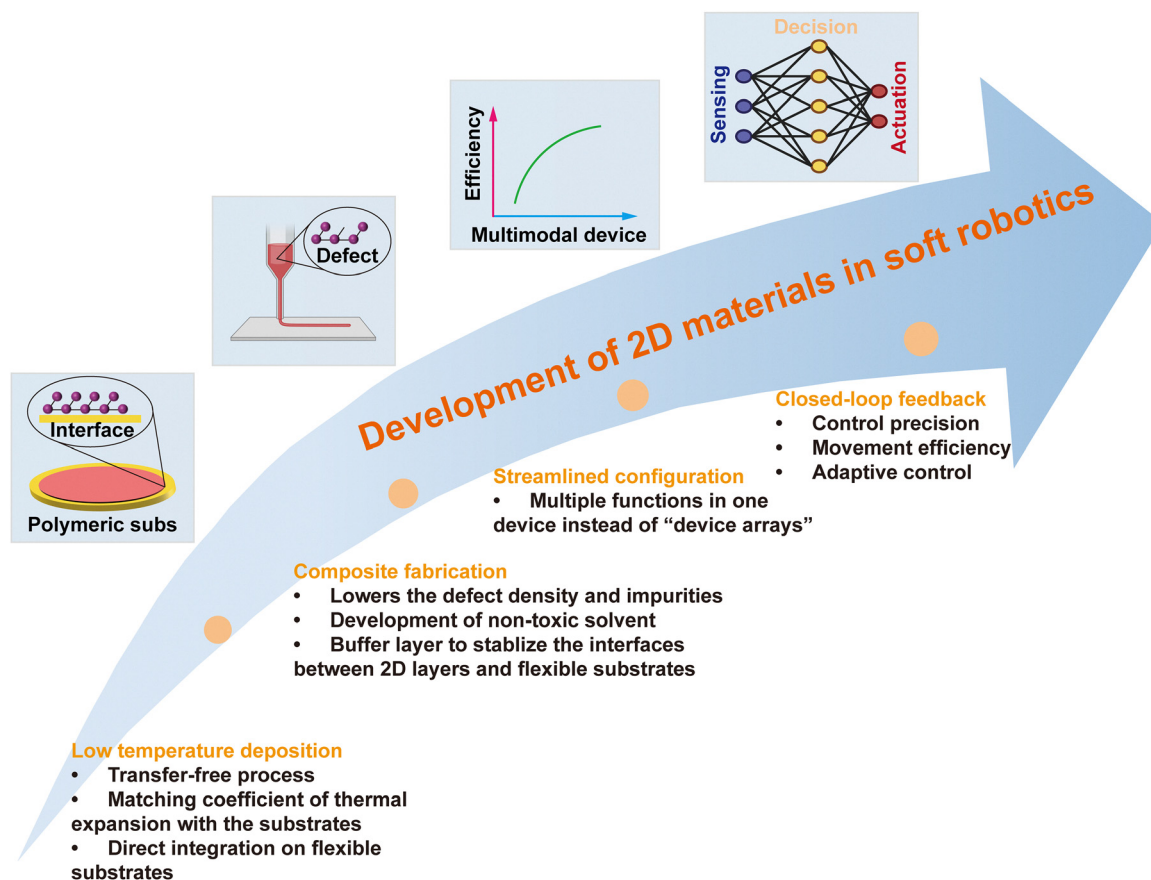 Decision
Sensing
Actuation
Efficiency
Multimodal device
Defect
Interface
Polymeric subs
Development of 2D materials in soft robotics
Closed-loop feedback
• Control precision
• Movement efficiency
• Adaptive control
Streamlined configuration
• Multiple functions in one
device instead of “device arrays”
Composite fabrication
• Lowers the defect density and impurities
• Development of non-toxic solvent
• Buffer layer to stablize the interfaces
between 2D layers and flexible substrates
Low temperature deposition
• Transfer-free process
• Matching coefficient of thermal
expansion with the substrates
• Direct integration on flexible
substrates